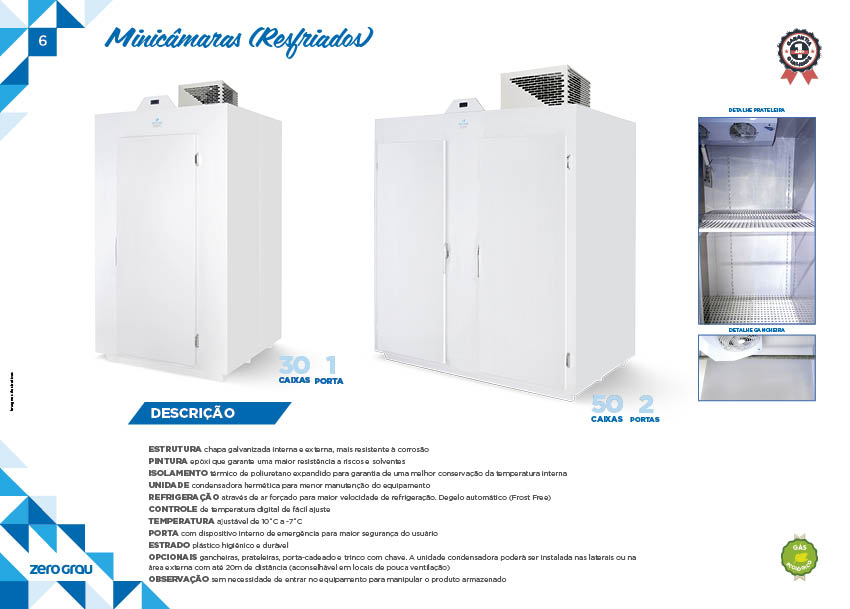 6
Minicâmaras (Resfriados)
GARANTIA
1
DETALHE PRATELEIRA
DETALHE GANCHEIRA
30 1
CAIXAS PORTA
50 2
CAIXAS PORTAS
DESCRIÇÃO
ESTRUTURA chapa galvanizada interna e externa, mais resistente à corrosão
PINTURA epóxi que garante uma maior resistência a riscos e solventes
ISOLAMENTO térmico de poliuretano expandido para garantia de uma melhor conservação da temperatura interna
UNIDADE condensadora hermética para menor manutenção do equipamento
REFRIGERAÇÃO através de ar forçado para maior velocidade de refrigeração. Degelo automático (Frost Free)
CONTROLE de temperatura digital de fácil ajuste
TEMPERATURA ajustável de 10°C a -7°C
PORTA com dispositivo interno de emergência para maior segurança do usuário
ESTRADO plástico higiênico e durável
OPCIONAIS gancheiras, prateleiras, porta-cadeado e trinco com chave. A unidade condensadora poderá ser instalada nas laterais ou na
área externa com até 20m de distância (aconselhável em locais de pouca ventilação)
OBSERVAÇÃO sem necessidade de entrar no equipamento para manipular o produto armazenado
zero grau
GÁS
ECOLÓGICO